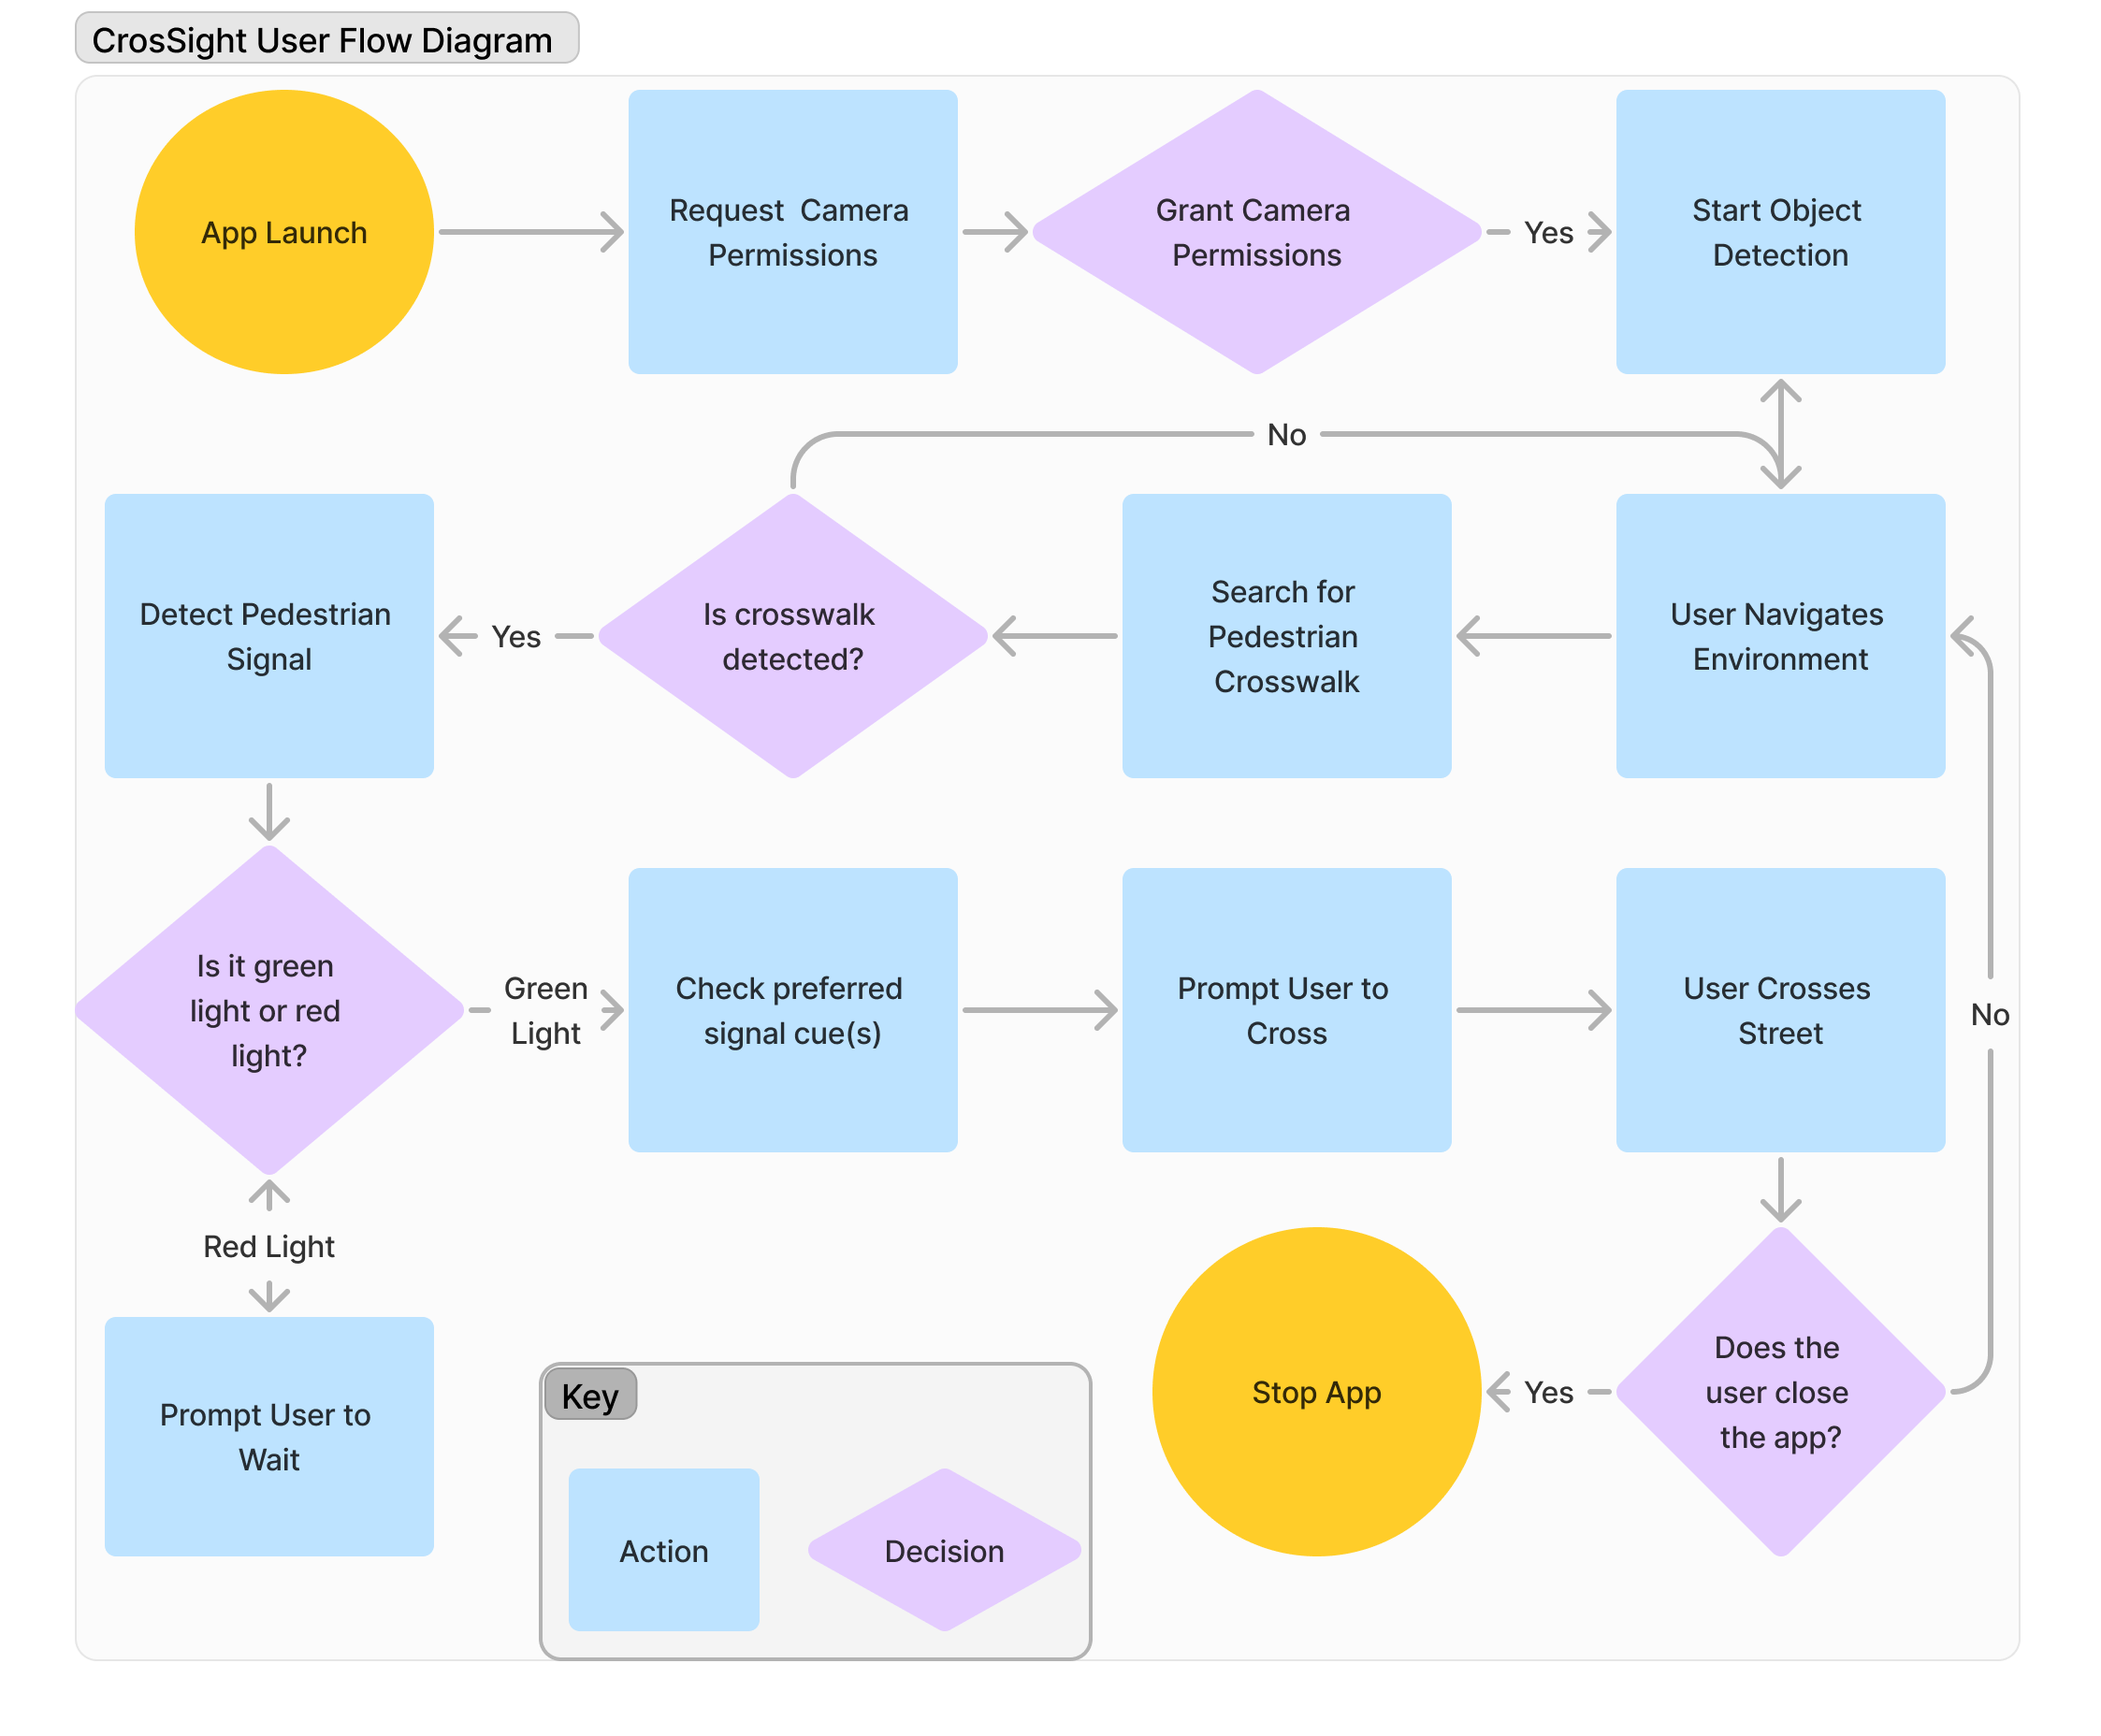 CrosSight User Flow Diagram
App Launch
Request  Camera
Permissions
Grant Camera
Permissions
Yes
Start Object
Detection
No
Detect Pedestrian
Signal
Yes
Is crosswalk
detected?
Search for
Pedestrian
Crosswalk
User Navigates
Environment
Is it green
light or red
light?
Green
Light
Check preferred
signal cue(s)
Prompt User to
Cross
User Crosses
Street
No
Red Light
Prompt User to
Wait
Stop App
Yes
Does the
user close
the app?
Key
Action
Decision